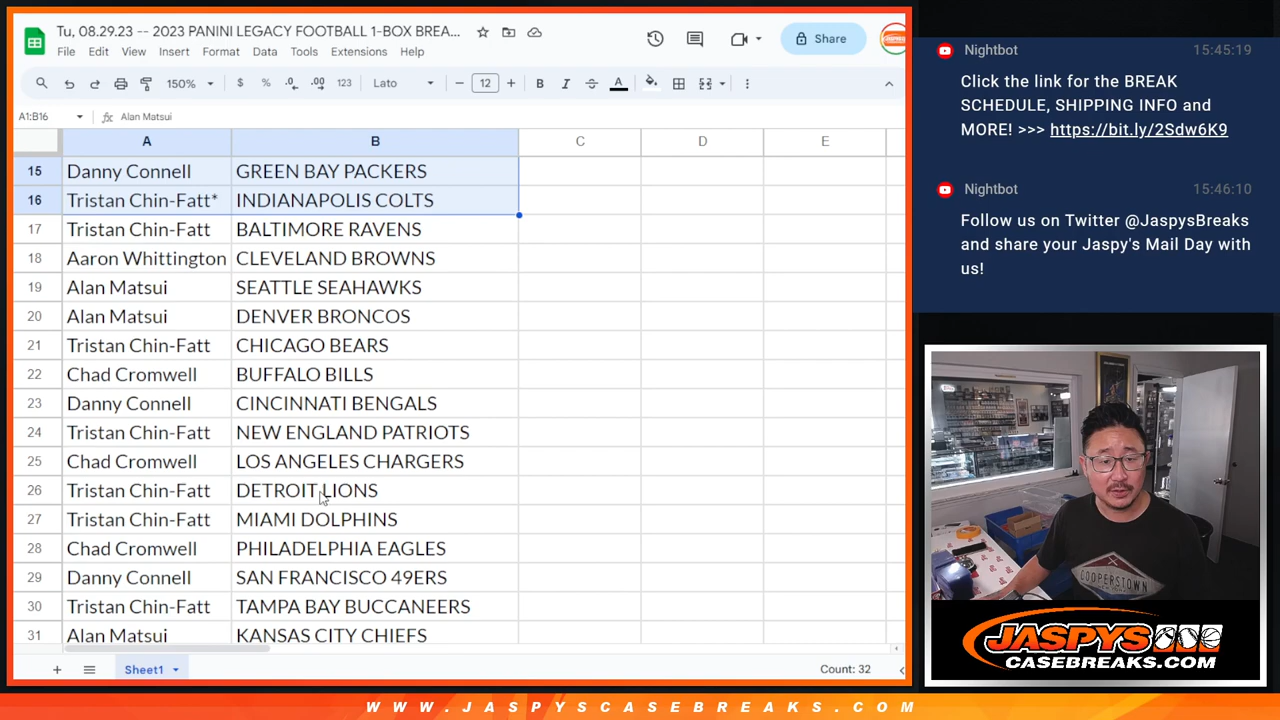 Tu, 08.29.23 -- 2023 PANINI LEGACY FOOTBALL 1-BOX BREA...
File Edit View Insert Format Data Tools Extensions Help
Share
JASPYS
150% $ % .0 .00 123 Lato 12 B I A
A1:B16 fx Alan Matsui
A B C D E
15 Danny Connell GREEN BAY PACKERS
16 Tristan Chin-Fatt* INDIANAPOLIS COLTS
17 Tristan Chin-Fatt BALTIMORE RAVENS
18 Aaron Whittington CLEVELAND BROWNS
19 Alan Matsui SEATTLE SEAHAWKS
20 Alan Matsui DENVER BRONCOS
21 Tristan Chin-Fatt CHICAGO BEARS
22 Chad Cromwell BUFFALO BILLS
23 Danny Connell CINCINNATI BENGALS
24 Tristan Chin-Fatt NEW ENGLAND PATRIOTS
25 Chad Cromwell LOS ANGELES CHARGERS
26 Tristan Chin-Fatt DETROIT LIONS
27 Tristan Chin-Fatt MIAMI DOLPHINS
28 Chad Cromwell PHILADELPHIA EAGLES
29 Danny Connell SAN FRANCISCO 49ERS
30 Tristan Chin-Fatt TAMPA BAY BUCCANEERS
31 Alan Matsui KANSAS CITY CHIEFS
Sheet1 Count: 32
Nightbot 15:45:19
Click the link for the BREAK
SCHEDULE, SHIPPING INFO and
MORE! >>> https://bit.ly/2Sdw6K9
Nightbot 15:46:10
Follow us on Twitter @JaspysBreaks
and share your Jaspy's Mail Day with
us!
COOPERSTOWN
JASPYS
CASEBREAKS.COM
WWW.JASPYSCASEBREAKS.COM